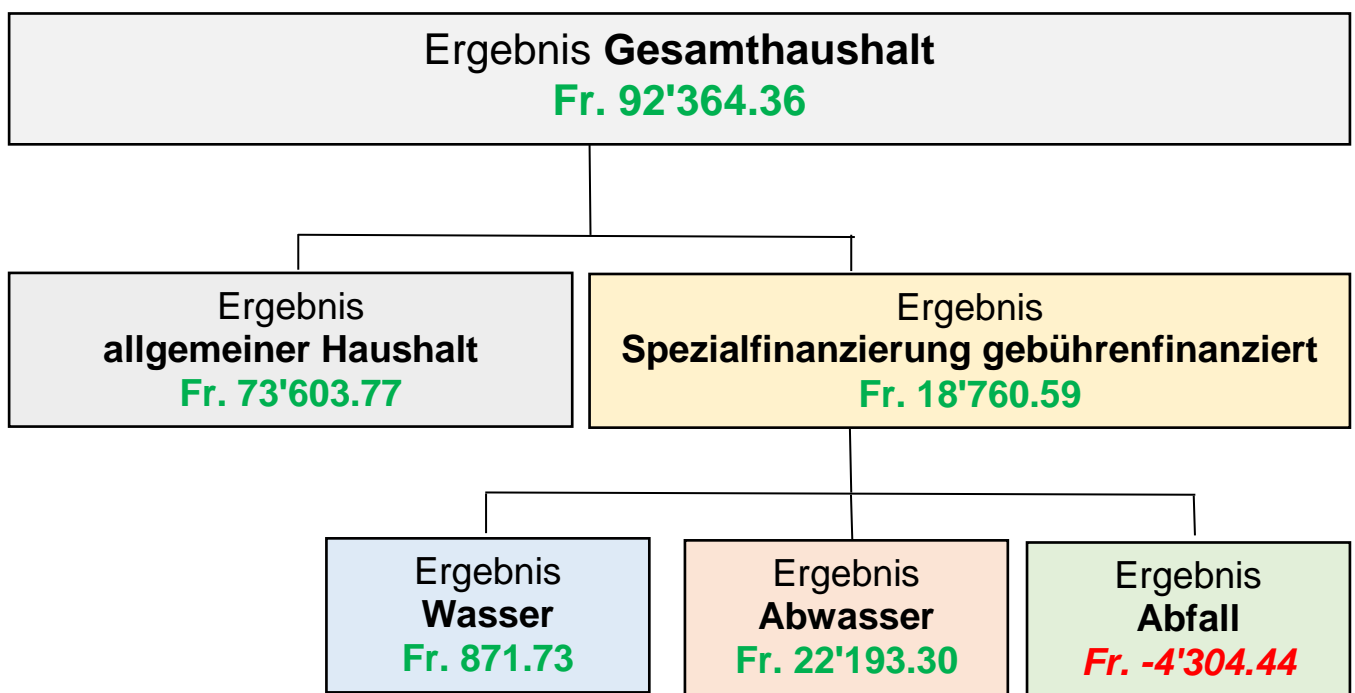 Ergebnis Gesamthaushalt
Fr. 92'364.36
Ergebnis
allgemeiner Haushalt
Fr. 73'603.77
Ergebnis
Spezialfinanzierung gebührenfinanziert
Fr. 18'760.59
Ergebnis
Wasser
Fr. 871.73
Ergebnis
Abwasser
Fr. 22'193.30
Ergebnis
Abfall
Fr. -4'304.44